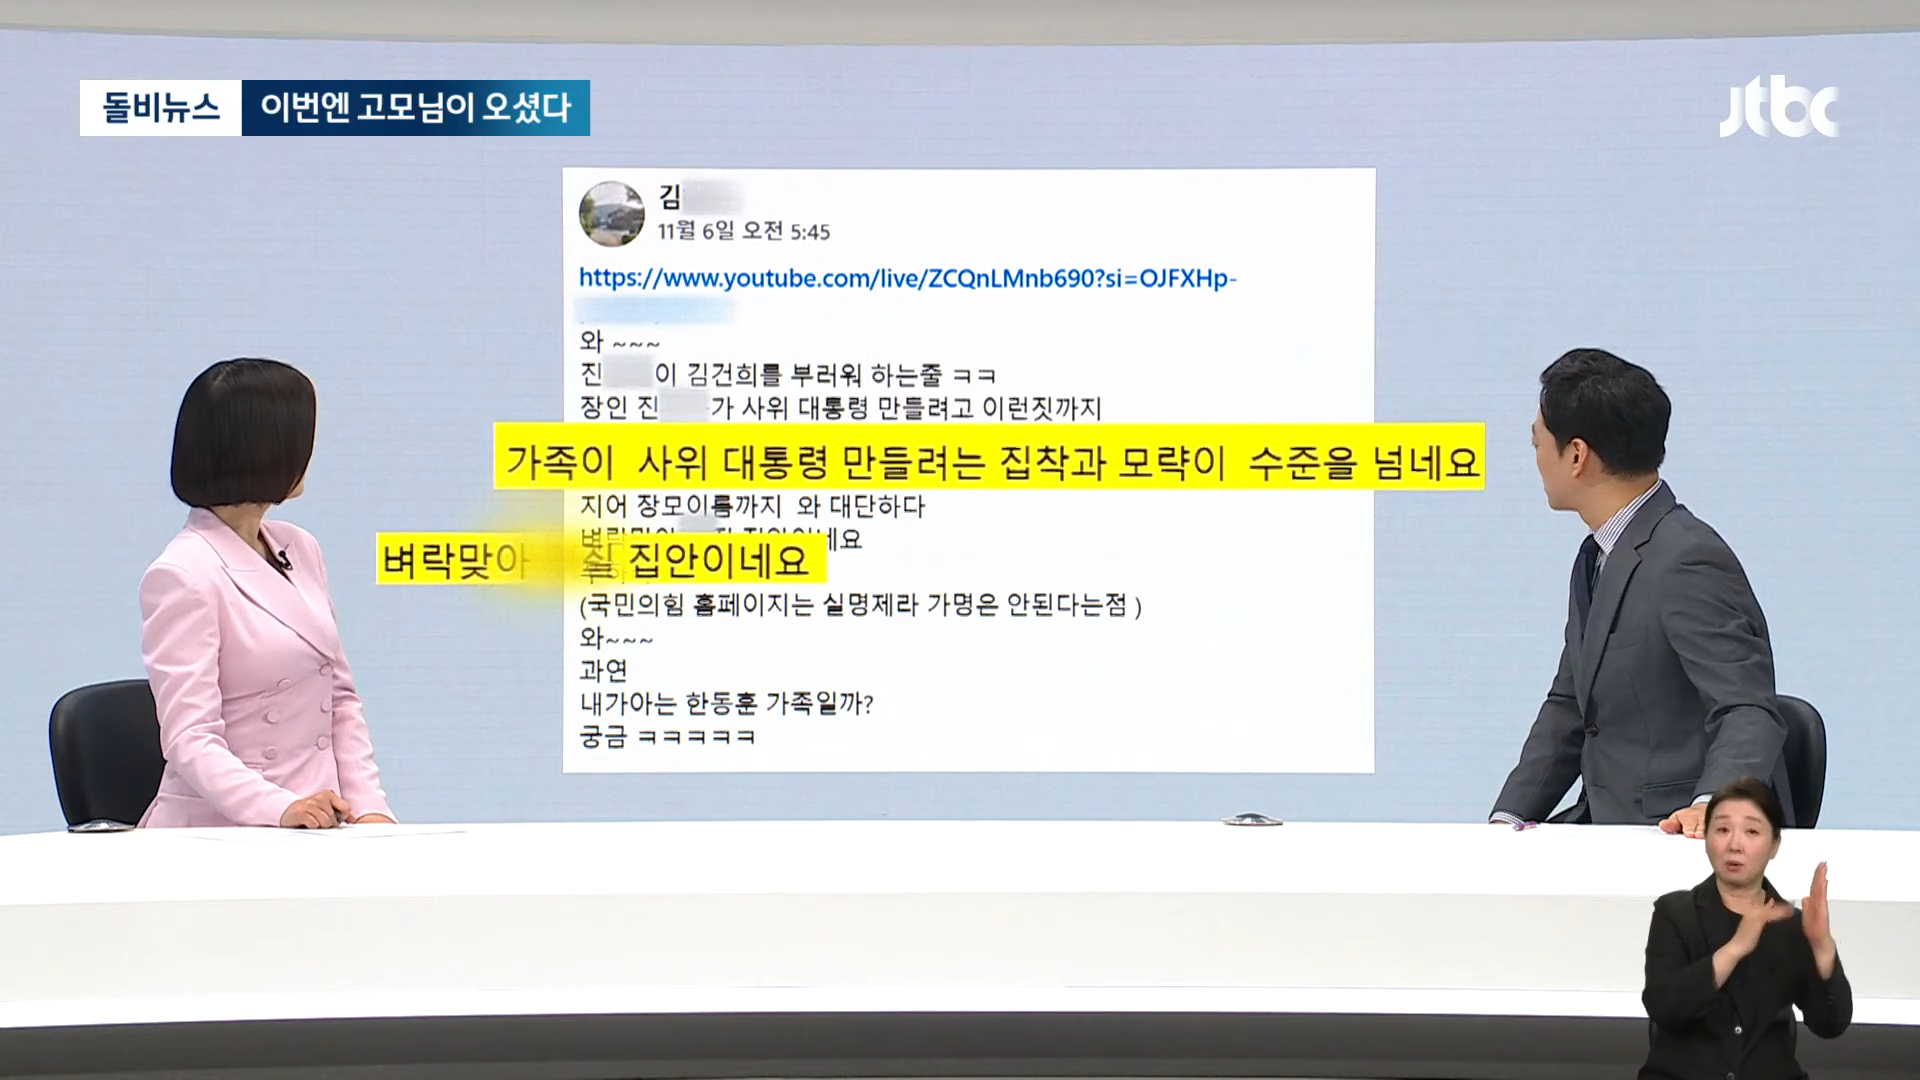 돌비뉴스 이번엔 고모님이 오셨다
jtbc
김
11월 6일 오전 5:45
https://www.youtube.com/live/ZCQnLMnb690?si=OJFXHp-
와 ~~~
진 이 김건희를 부러워 하는줄 ㅋㅋ
장인 진 가 사위 대통령 만들려고 이런짓까지
가족이 사위 대통령 만들려는 집착과 모략이 수준을 넘네요
지어 장모이름까지 와 대단하다
네요
벼락맞아 집안이네요
(국민의힘 홈페이지는 실명제라 가명은 안된다는점 )
와~~~
과연
내가아는 한동훈 가족일까?
궁금 ㅋㅋㅋㅋㅋ